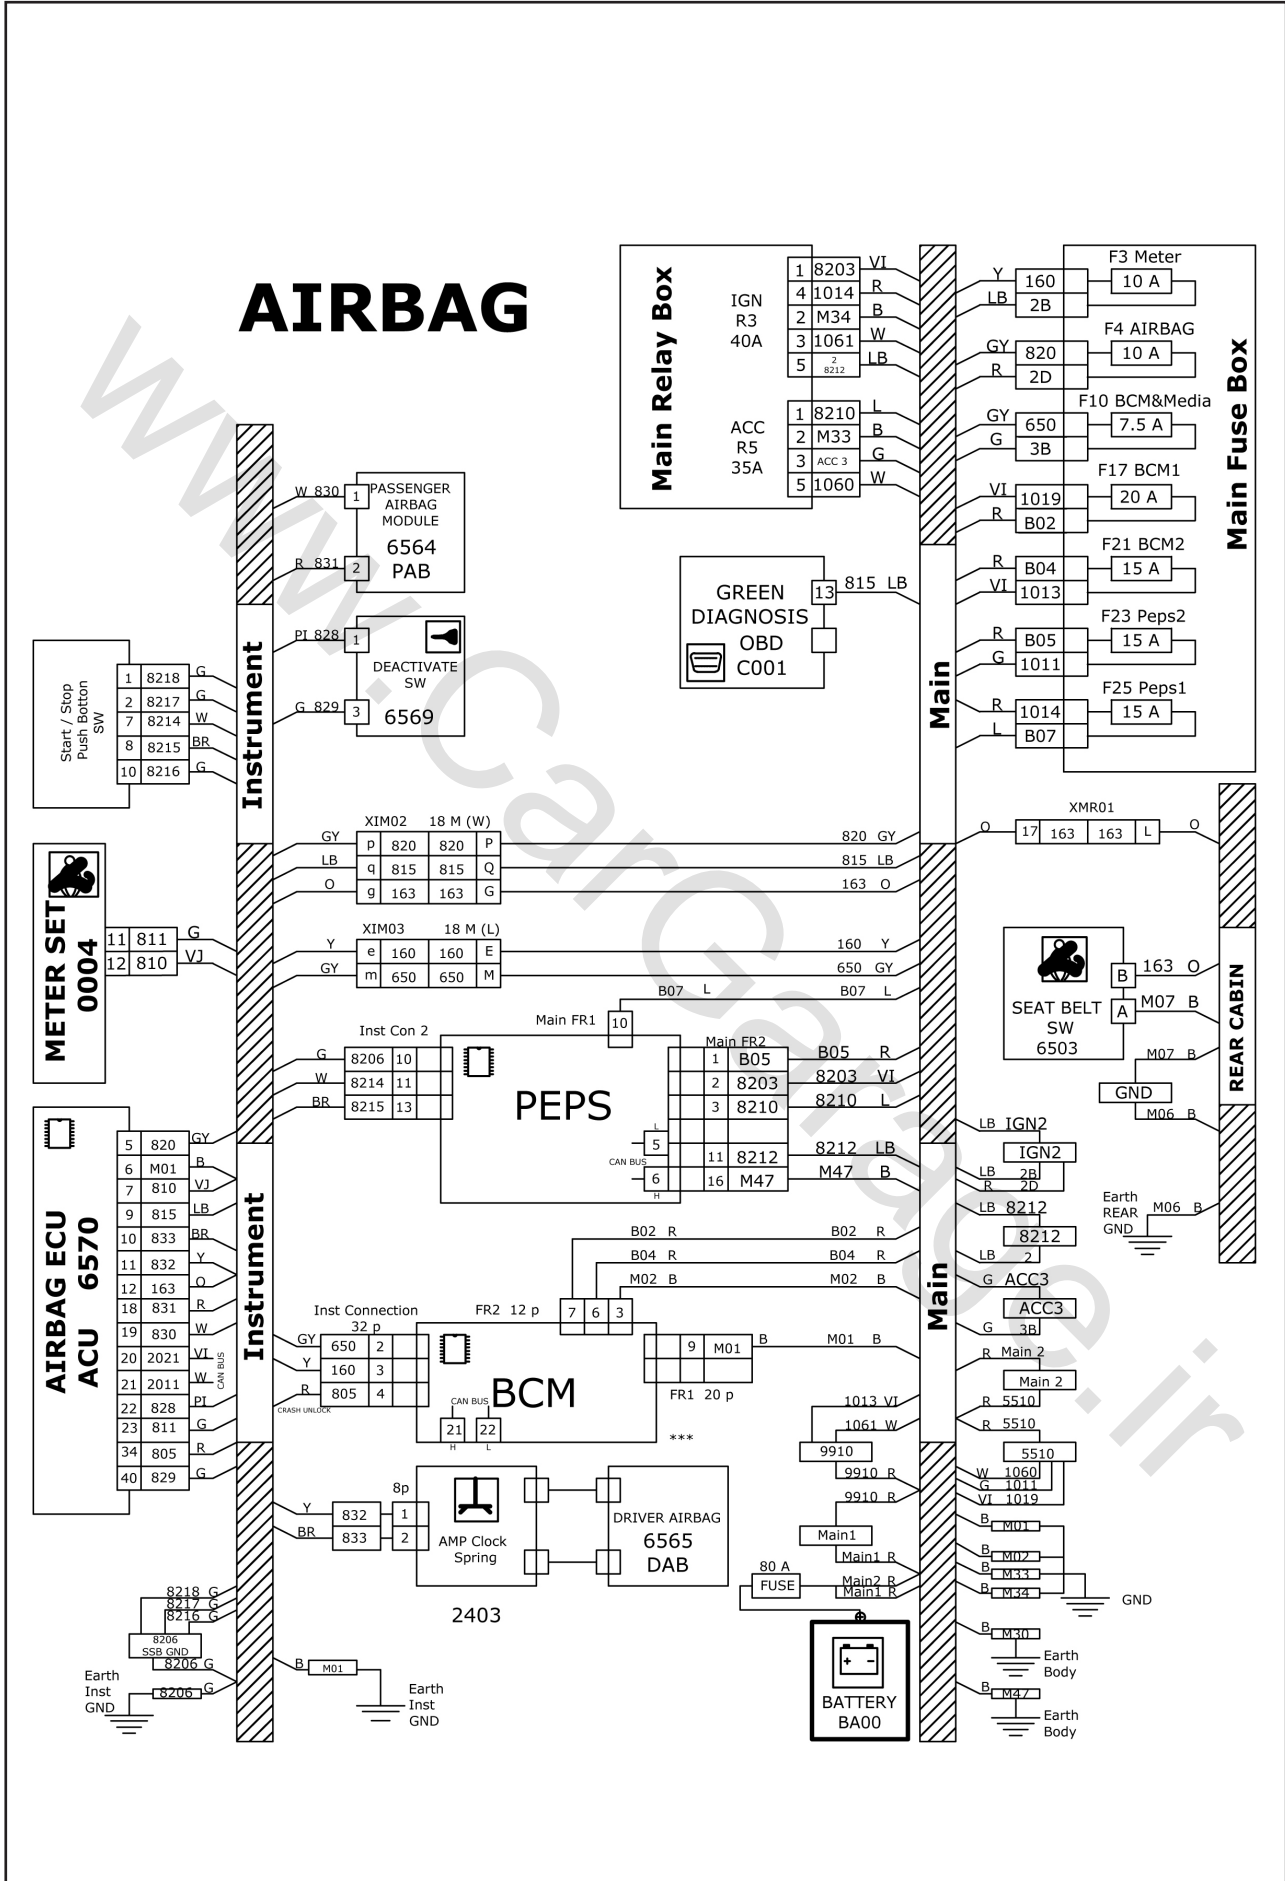 AIRBAG
Main Relay Box
IGN
R3
40A
1 8203 VI
4 1014 R
2 M34 B
3 1061 W
5 2 8212 LB
ACC
R5
35A
1 8210 L
2 M33 B
3 ACC 3 G
5 1060 W
Main Fuse Box
F3 Meter
Y 160 10 A
LB 2B
F4 AIRBAG
GY 820 10 A
R 2D
F10 BCM&Media
GY 650 7.5 A
G 3B
F17 BCM1
VI 1019 20 A
R B02
F21 BCM2
R B04 15 A
VI 1013
F23 Peps2
R B05 15 A
G 1011
F25 Peps1
R 1014 15 A
L B07
W 830 1
PASSENGER
AIRBAG
MODULE
6564
PAB
R 831 2
PI 828 1
DEACTIVATE
SW
6569
G 829 3
GREEN
DIAGNOSIS
OBD
C001
13 815 LB
Instrument
Main
Start / Stop
Push Botton
SW
1 8218 G
2 8217 G
7 8214 W
8 8215 BR
10 8216 G
XIM02 18 M (W)
GY p 820 820 P 820 GY
LB q 815 815 Q 815 LB
O g 163 163 G 163 O
XIM03 18 M (L)
Y e 160 160 E 160 Y
GY m 650 650 M 650 GY
XMR01
O 17 163 163 L O
METER SET
0004
11 811 G
12 810 VJ
SEAT BELT
SW
6503
B 163 O
A M07 B
M07 B
GND
M06 B
REAR CABIN
Earth
REAR
GND
M06 B
B07 L B07 L
Main FR1 10
Inst Con 2
G 8206 10
W 8214 11
BR 8215 13
PEPS
Main FR2
1 B05 B05 R
2 8203 8203 VI
3 8210 8210 L
L
5
CAN BUS
6
H
11 8212 8212 LB
16 M47 M47 B
AIRBAG ECU
ACU 6570
5 820 GY
6 M01 B
7 810 VJ
9 815 LB
10 833 BR
11 832 Y
12 163 O
18 831 R
19 830 W
20 2021 VI
21 2011 W
CAN BUS
22 828 PI
23 811 G
34 805 R
40 829 G
Instrument
Main
LB IGN2
IGN2
LB 2B
R 2D
LB 8212
8212
LB 2
G ACC3
ACC3
G 3B
R Main 2
Main 2
R 5510
R 5510
5510
W 1060
G 1011
VI 1019
B M01
B M02
B M33
B M34
GND
B M30
Earth
Body
B M47
Earth
Body
B02 R B02 R
B04 R B04 R
M02 B M02 B
FR2 12 p 7 6 3
Inst Connection
32 p
GY 650 2
Y 160 3
R 805 4
CRASH UNLOCK
BCM
CAN BUS
21 22
H L
9 M01 B M01 B
FR1 20 p
***
1013 VI
1061 W
9910
9910 R
9910 R
Main1
Main1 R
Main2 R
Main1 R
80 A
FUSE
+ -
BATTERY
BA00
8p
Y 832 1
BR 833 2
AMP Clock
Spring
2403
DRIVER AIRBAG
6565
DAB
8218 G
8217 G
8216 G
8206
SSB GND
8206 G
8206 G
Earth
Inst
GND
B M01
Earth
Inst
GND
www.CarGarage.ir